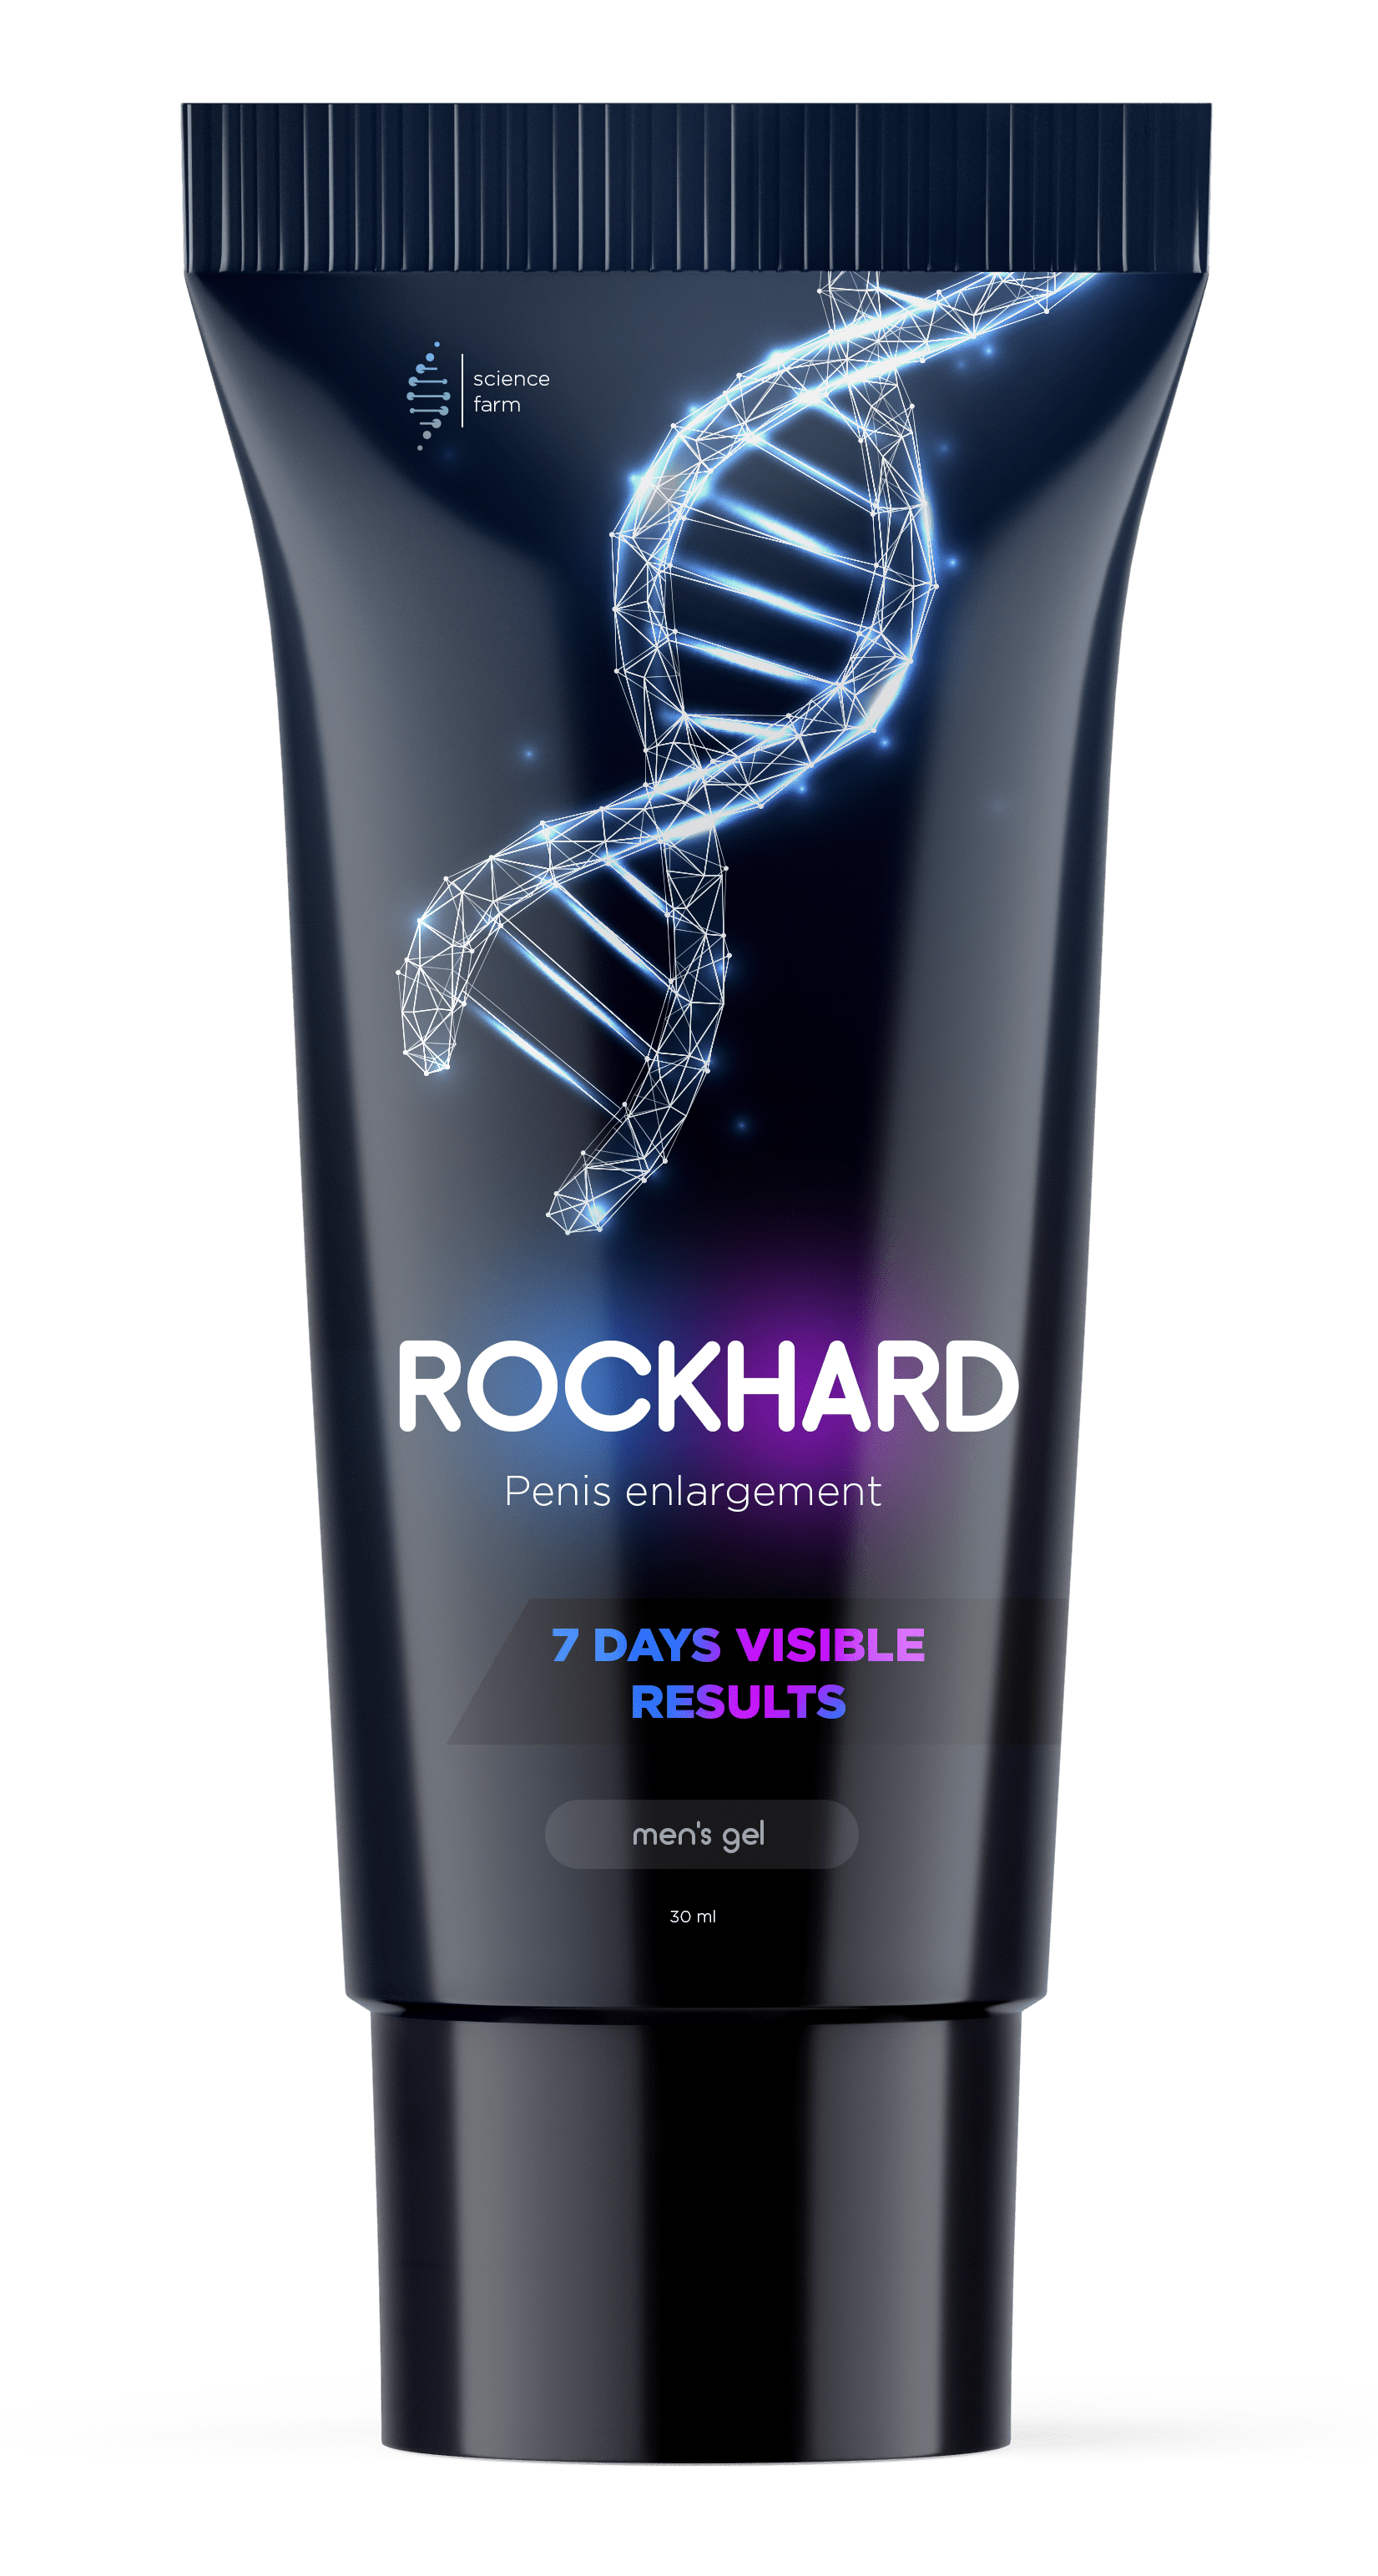 science
farm
ROCKHARD
Penis enlargement
7 DAYS VISIBLE
RESULTS
men's gel
30 ml